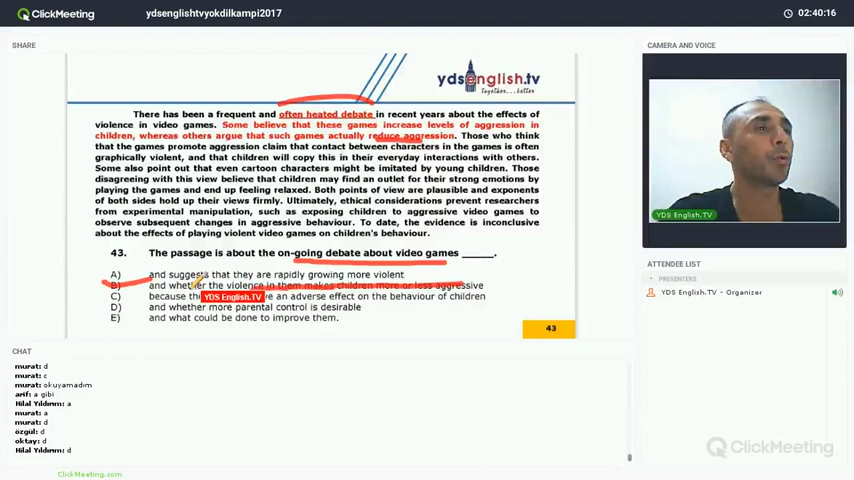 ClickMeeting
ydsenglishtvyokdilkampi2017
02:40:16
SHARE
CAMERA AND VOICE
ydsenglish.tv
Together...better
There has been a frequent and often heated debate in recent years about the effects of
violence in video games. Some believe that these games increase levels of aggression in
children, whereas others argue that such games actually reduce aggression. Those who think
that the games promote aggression claim that contact between characters in the games is often
graphically violent, and that children will copy this in their everyday interactions with others.
Some also point out that even cartoon characters might be imitated by young children. Those
disagreeing with this view believe that children may find an outlet for their strong emotions by
playing the games and end up feeling relaxed. Both points of view are plausible and exponents
of both sides hold up their views firmly. Ultimately, ethical considerations prevent researchers
from experimental manipulation, such as exposing children to aggressive video games to
observe subsequent changes in aggressive behaviour. To date, the evidence is inconclusive
about the effects of playing violent video games on children's behaviour.
43. The passage is about the on-going debate about video games ______.
A) and suggests that they are rapidly growing more violent
B) and whether the violence in them makes children more or less aggressive
C) because the an adverse effect on the behaviour of children
YDS English.TV
D) and whether more parental control is desirable
E) and what could be done to improve them.
43
YDS English.TV
ATTENDEE LIST
PRESENTERS
YDS English.TV - Organizer
CHAT
murat: d
murat: c
murat: okuyamadım
arif: a gibi
Hilal Yıldırım: a
murat: a
murat: d
özgül: d
oktay: d
Hilal Yıldırım: d
ClickMeeting.com
ClickMeeting